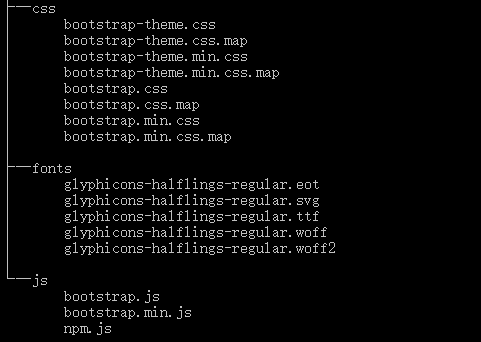 css
bootstrap-theme.css
bootstrap-theme.css.map
bootstrap-theme.min.css
bootstrap-theme.min.css.map
bootstrap.css
bootstrap.css.map
bootstrap.min.css
bootstrap.min.css.map
fonts
glyphicons-halflings-regular.eot
glyphicons-halflings-regular.svg
glyphicons-halflings-regular.ttf
glyphicons-halflings-regular.woff
glyphicons-halflings-regular.woff2
js
bootstrap.js
bootstrap.min.js
npm.js